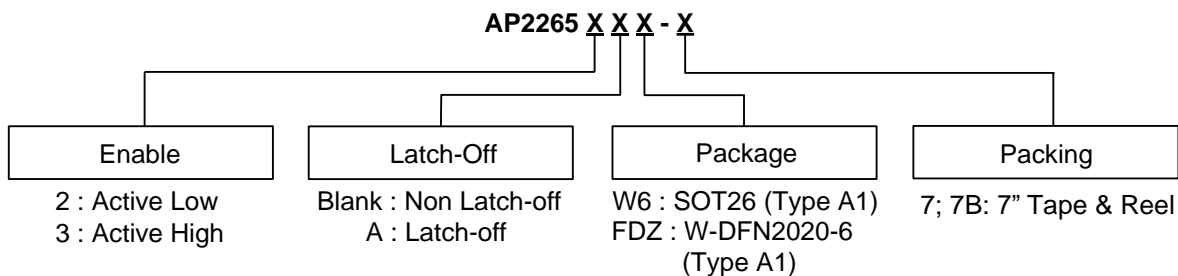 AP2265 X X X - X
Enable
Latch-Off
Package
Packing
2 : Active Low
3 : Active High
Blank : Non Latch-off
A : Latch-off
W6 : SOT26 (Type A1)
FDZ : W-DFN2020-6
(Type A1)
7; 7B: 7” Tape & Reel